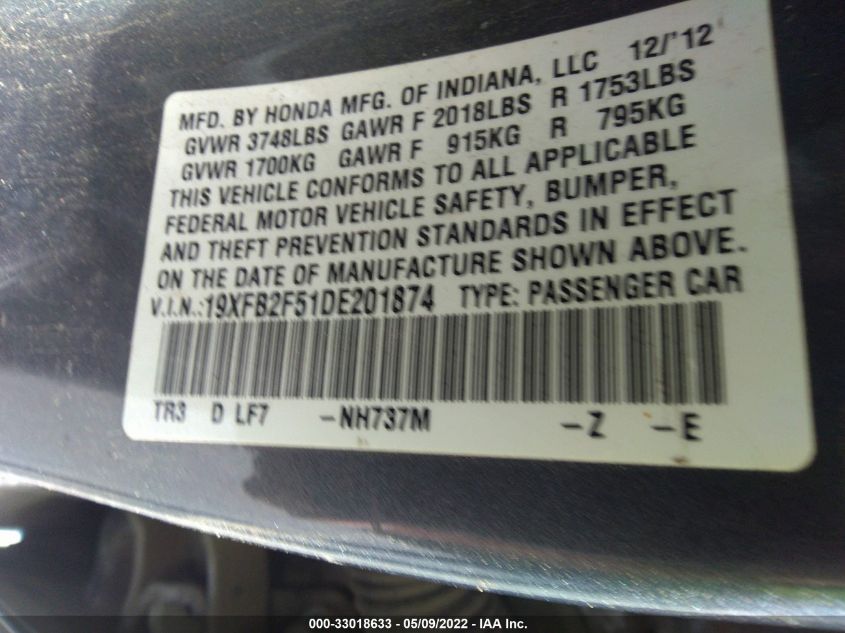 MFD. BY HONDA MFG. OF INDIANA, LLC 12/'12
GVWR 3748LBS GAWR F 2018LBS R 1753LBS
GVWR 1700KG GAWR F 915KG R 795KG
THIS VEHICLE CONFORMS TO ALL APPLICABLE
FEDERAL MOTOR VEHICLE SAFETY, BUMPER,
AND THEFT PREVENTION STANDARDS IN EFFECT
ON THE DATE OF MANUFACTURE SHOWN ABOVE.
V.I.N.:19XFB2F51DE201874 TYPE: PASSENGER CAR
TR3 D LF7 -NH737M -Z -E
000-33018633 - 05/09/2022 - IAA Inc.